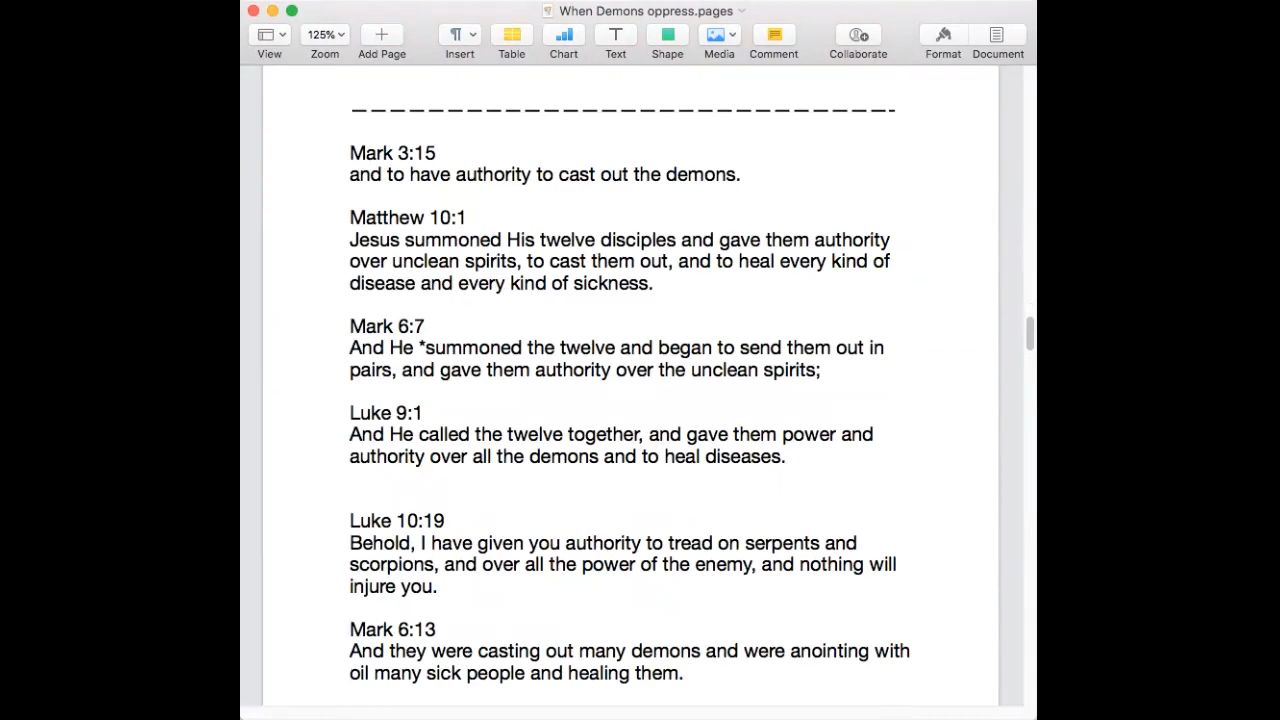 When Demons oppress.pages
125%
View Zoom Add Page Insert Table Chart Text Shape Media Comment Collaborate Format Document
Mark 3:15
and to have authority to cast out the demons.
Matthew 10:1
Jesus summoned His twelve disciples and gave them authority
over unclean spirits, to cast them out, and to heal every kind of
disease and every kind of sickness.
Mark 6:7
And He *summoned the twelve and began to send them out in
pairs, and gave them authority over the unclean spirits;
Luke 9:1
And He called the twelve together, and gave them power and
authority over all the demons and to heal diseases.
Luke 10:19
Behold, I have given you authority to tread on serpents and
scorpions, and over all the power of the enemy, and nothing will
injure you.
Mark 6:13
And they were casting out many demons and were anointing with
oil many sick people and healing them.